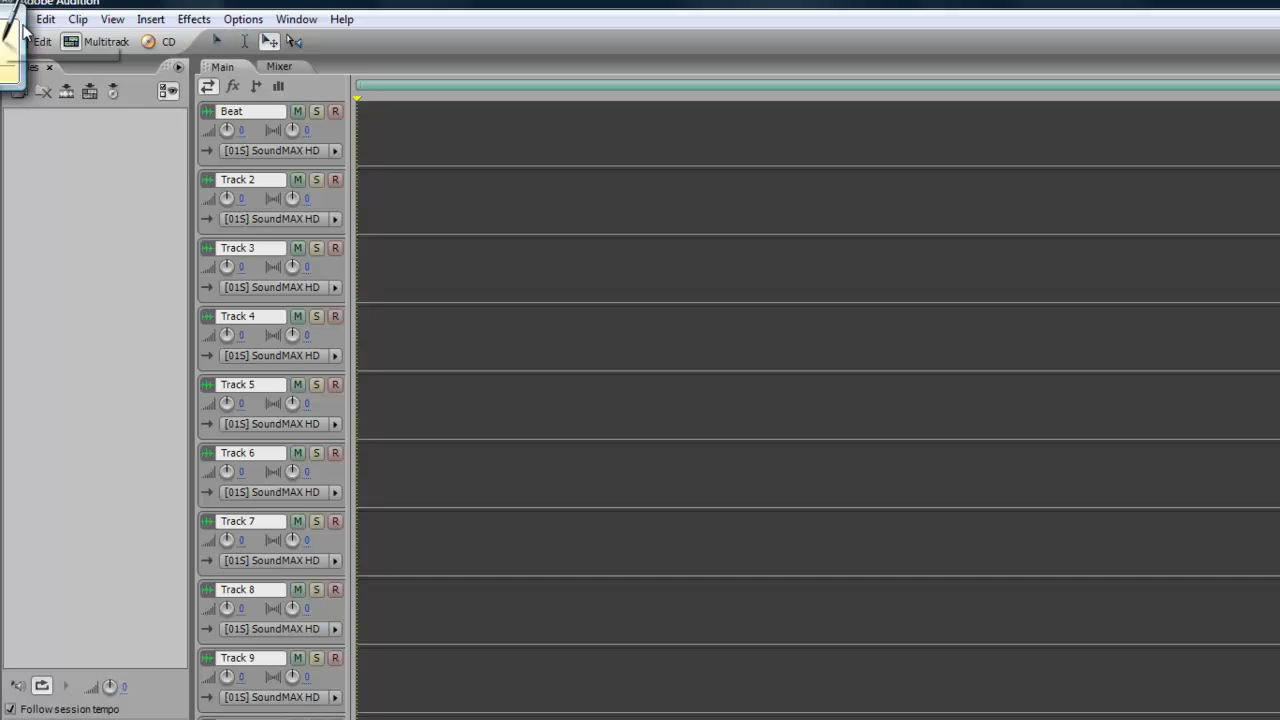 Adobe Audition
Edit Clip View Insert Effects Options Window Help
Edit Multitrack CD
Main Mixer
fx
Beat M S R
0 0
[01S] SoundMAX HD
Track 2 M S R
0 0
[01S] SoundMAX HD
Track 3 M S R
0 0
[01S] SoundMAX HD
Track 4 M S R
0 0
[01S] SoundMAX HD
Track 5 M S R
0 0
[01S] SoundMAX HD
Track 6 M S R
0 0
[01S] SoundMAX HD
Track 7 M S R
0 0
[01S] SoundMAX HD
Track 8 M S R
0 0
[01S] SoundMAX HD
Track 9 M S R
0 0
[01S] SoundMAX HD
0
Follow session tempo